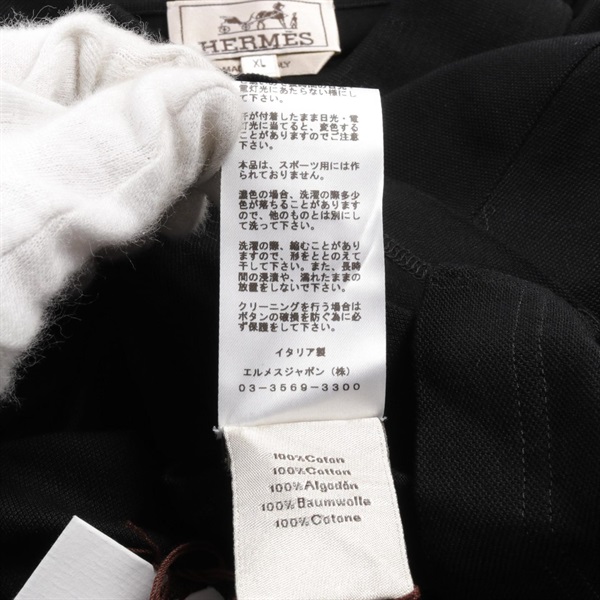 HERMÈS
XL
電灯光にあたらない様にし
て下さい。
汗が付着したまま日光・電
灯光に当てると、変色する
ことがありますのでご注意
下さい。
本品は、スポーツ用には作
られておりません。
濃色の場合、洗濯の際多少
色が落ちることがあります
ので、他のものとは別にし
て洗って下さい。
洗濯の際、縮むことがあり
ますので、形をととのえて
干して下さい。また、長時
間の浸漬や、濡れたままの
放置をしないで下さい。
クリーニングを行う場合は
ボタンの破損を防ぐ為に必
ず保護をして下さい。
イタリア製
エルメスジャポン(株)
03-3569-3300
100%Coton
100%Cotton
100%Algodón
100%Baumwolle
100%Cotone